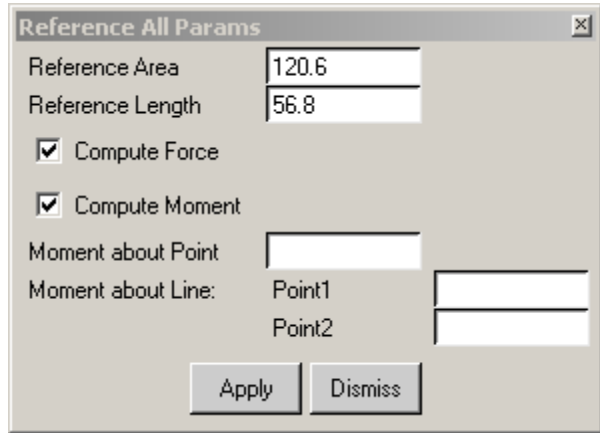 Reference All Params
Reference Area 120.6
Reference Length 56.8
Compute Force
Compute Moment
Moment about Point
Moment about Line: Point1
Point2
Apply Dismiss